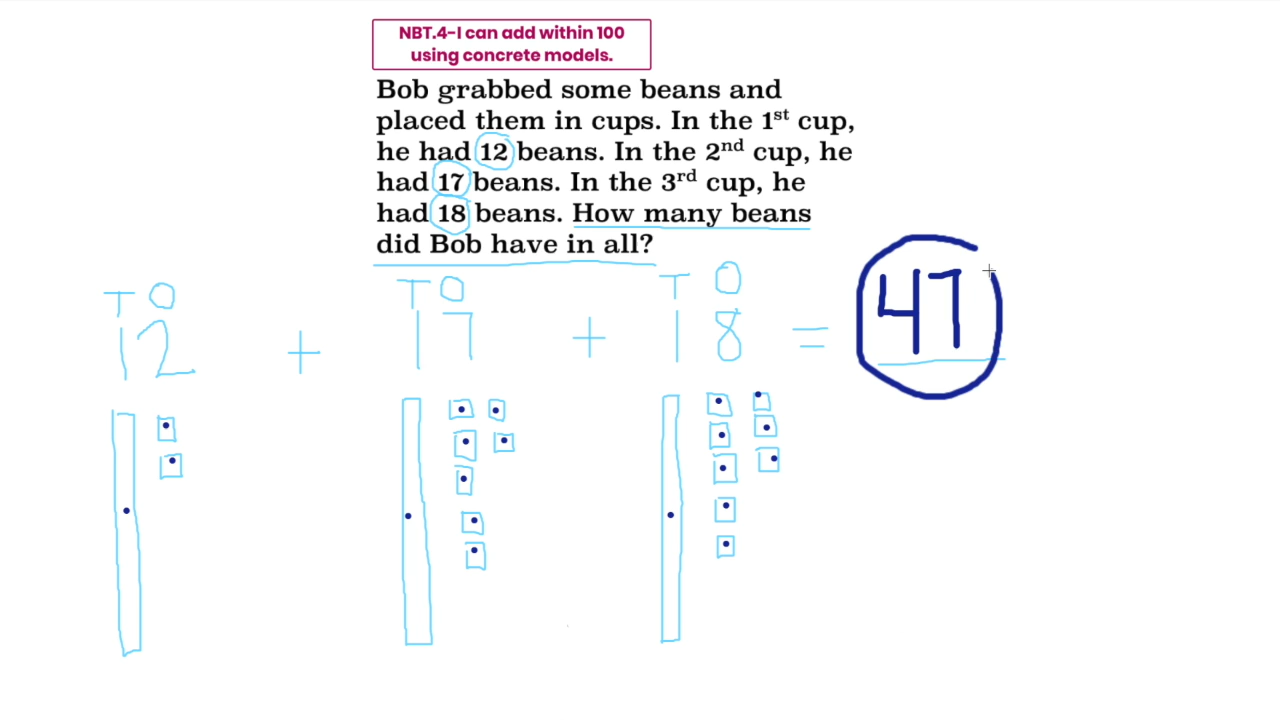 NBT.4-I can add within 100
using concrete models.
Bob grabbed some beans and
placed them in cups. In the 1st cup,
he had 12 beans. In the 2nd cup, he
had 17 beans. In the 3rd cup, he
had 18 beans. How many beans
did Bob have in all?
T O T O T O
12 + 17 + 18 = 47